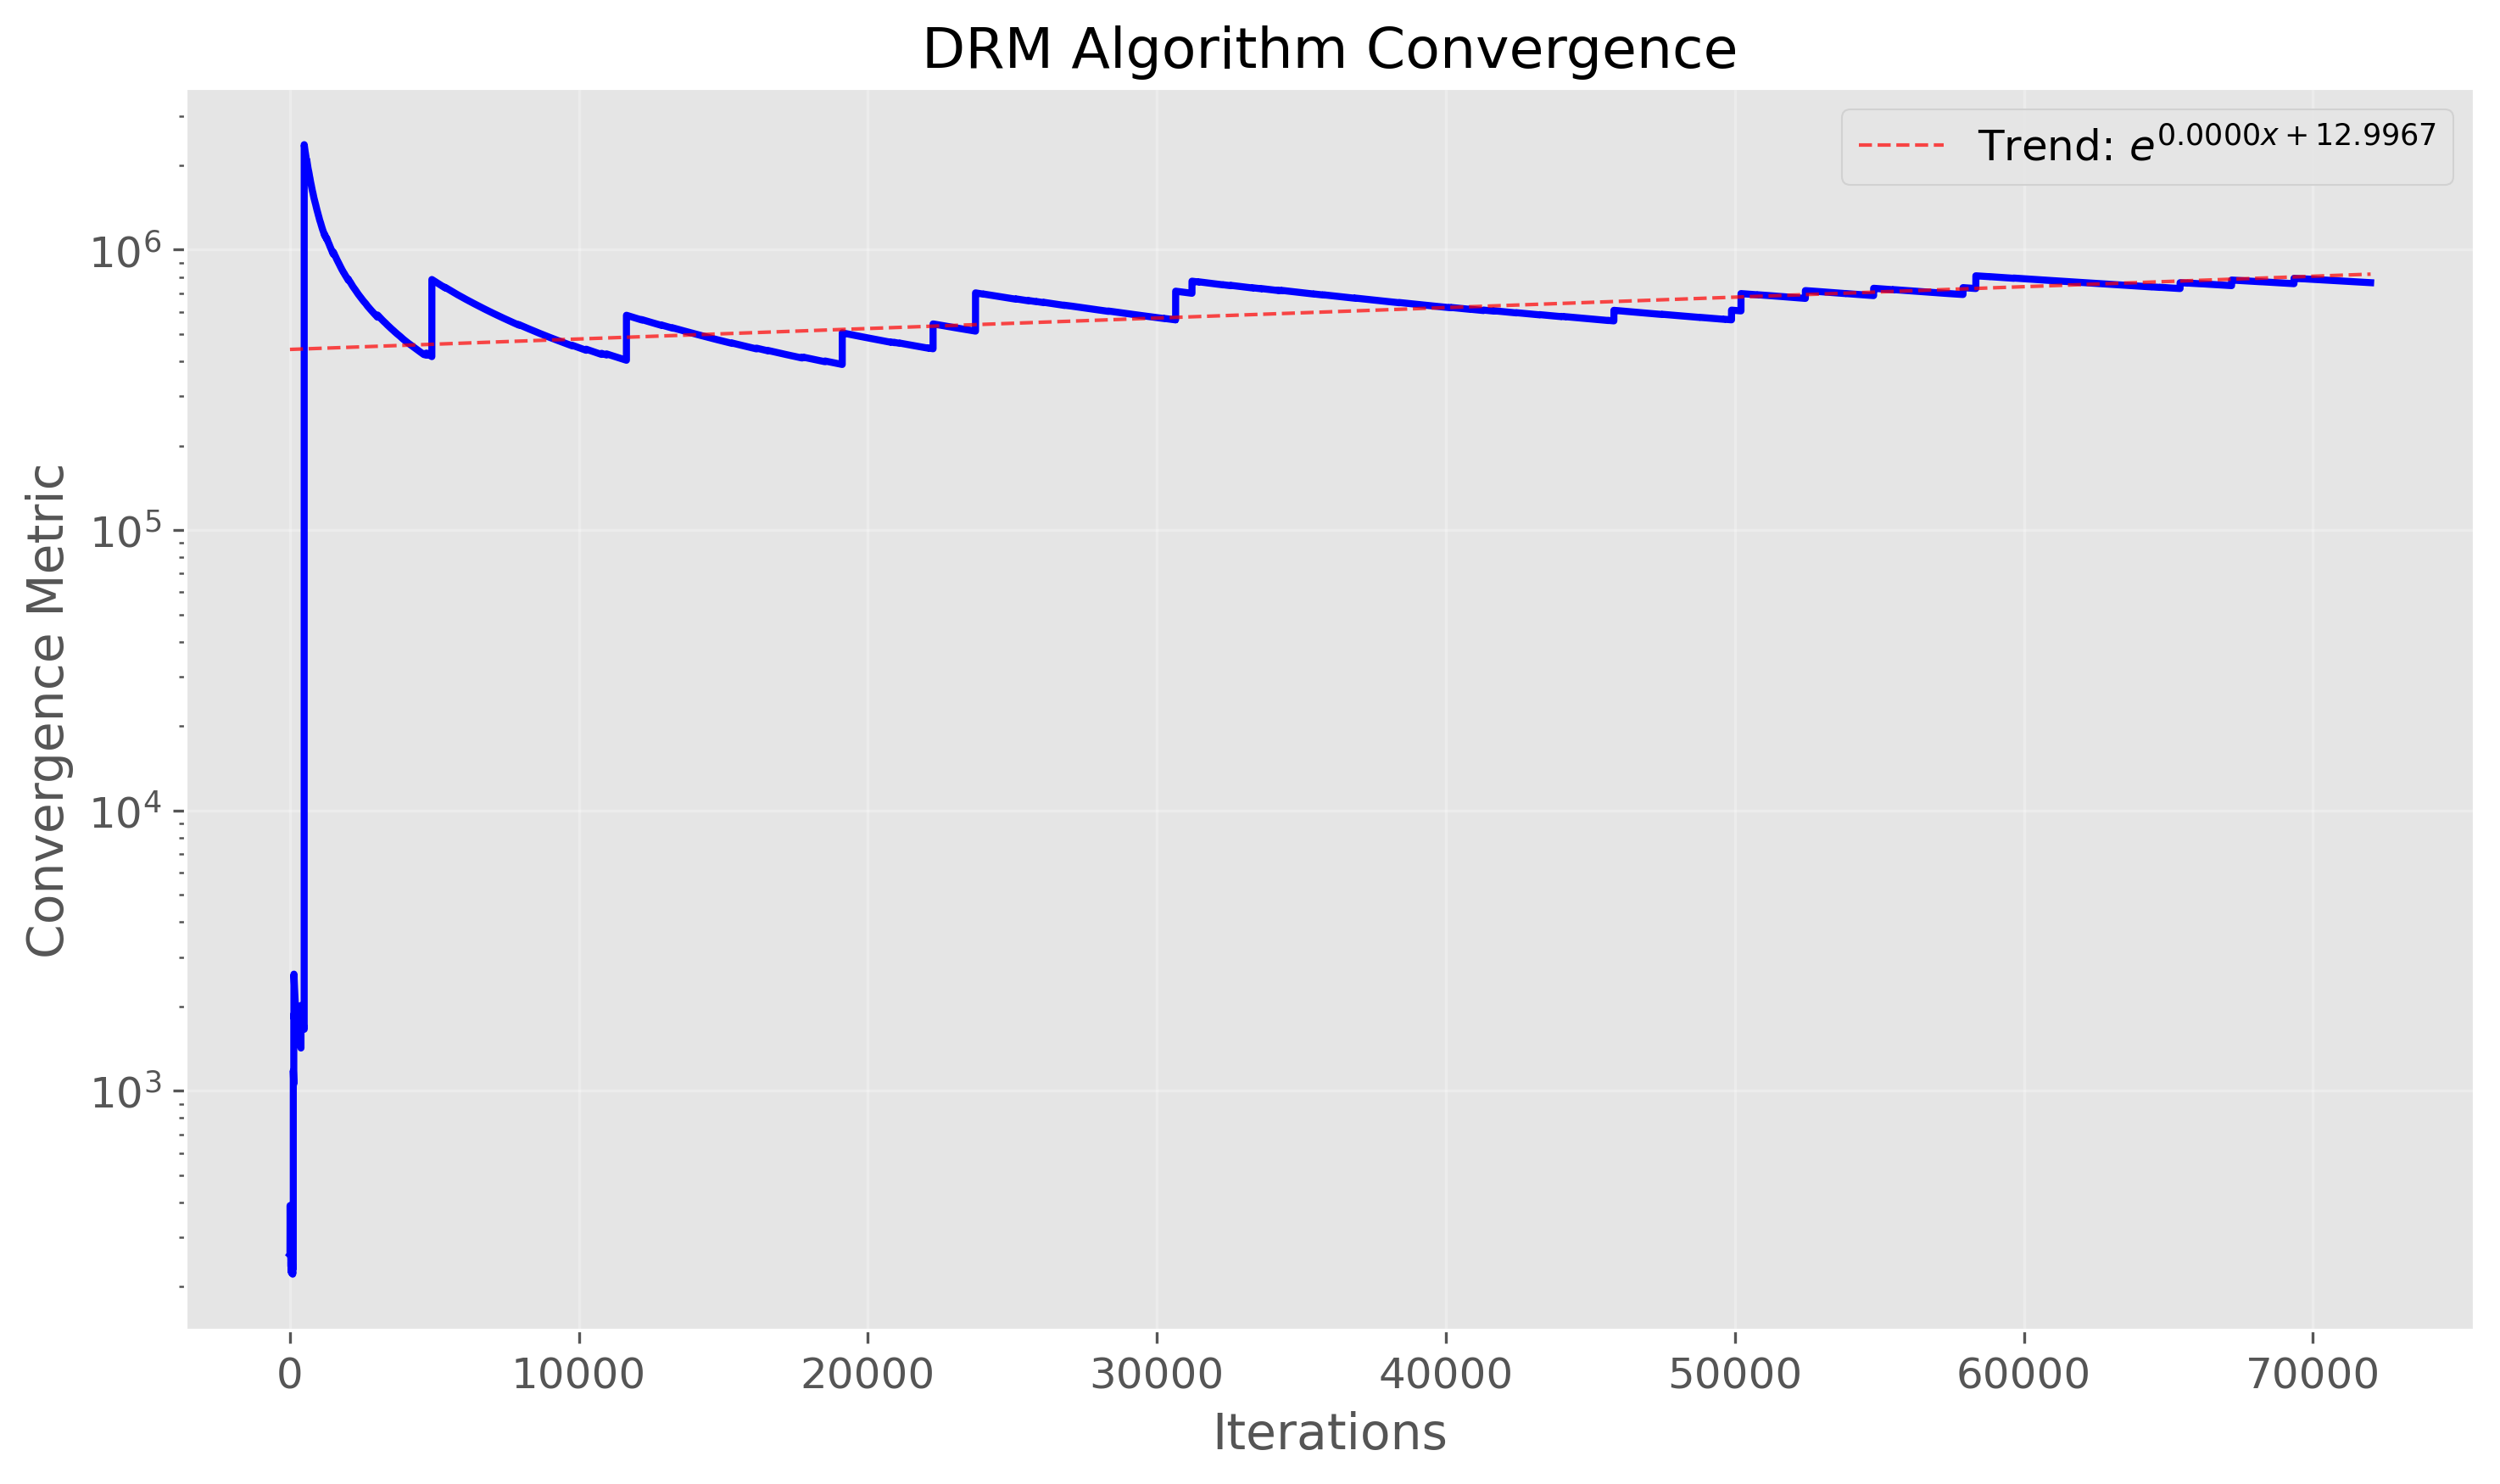 DRM Algorithm Convergence
Trend: e^{0.0000x + 12.9967}
10^6
10^5
10^4
10^3
Convergence Metric
0 10000 20000 30000 40000 50000 60000 70000
Iterations